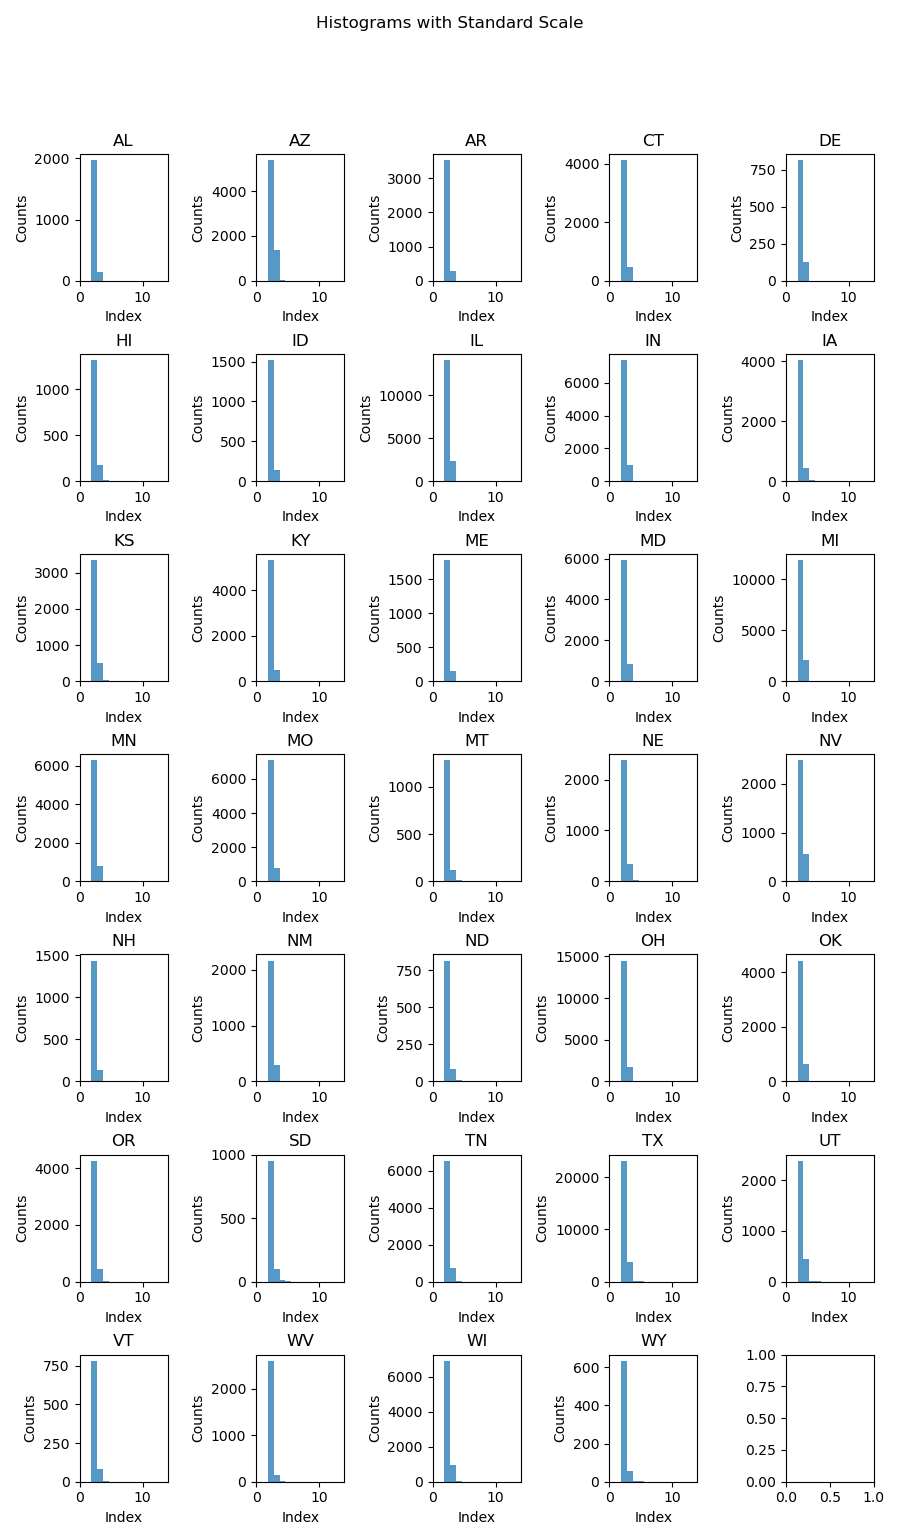 Histograms with Standard Scale
AL AZ AR CT DE
2000 1000 0 Counts 0 10 Index
4000 2000 0 Counts 0 10 Index
3000 2000 1000 0 Counts 0 10 Index
4000 2000 0 Counts 0 10 Index
750 500 250 0 Counts 0 10 Index
HI ID IL IN IA
1000 500 0 Counts 0 10 Index
1500 1000 500 0 Counts 0 10 Index
10000 5000 0 Counts 0 10 Index
6000 4000 2000 0 Counts 0 10 Index
4000 2000 0 Counts 0 10 Index
KS KY ME MD MI
3000 2000 1000 0 Counts 0 10 Index
4000 2000 0 Counts 0 10 Index
1500 1000 500 0 Counts 0 10 Index
6000 4000 2000 0 Counts 0 10 Index
10000 5000 0 Counts 0 10 Index
MN MO MT NE NV
6000 4000 2000 0 Counts 0 10 Index
6000 4000 2000 0 Counts 0 10 Index
1000 500 0 Counts 0 10 Index
2000 1000 0 Counts 0 10 Index
2000 1000 0 Counts 0 10 Index
NH NM ND OH OK
1500 1000 500 0 Counts 0 10 Index
2000 1000 0 Counts 0 10 Index
750 500 250 0 Counts 0 10 Index
15000 10000 5000 0 Counts 0 10 Index
4000 2000 0 Counts 0 10 Index
OR SD TN TX UT
4000 2000 0 Counts 0 10 Index
1000 500 0 Counts 0 10 Index
6000 4000 2000 0 Counts 0 10 Index
20000 10000 0 Counts 0 10 Index
2000 1000 0 Counts 0 10 Index
VT WV WI WY
750 500 250 0 Counts 0 10 Index
2000 1000 0 Counts 0 10 Index
6000 4000 2000 0 Counts 0 10 Index
600 400 200 0 Counts 0 10 Index
1.00 0.75 0.50 0.25 0.00 0.0 0.5 1.0